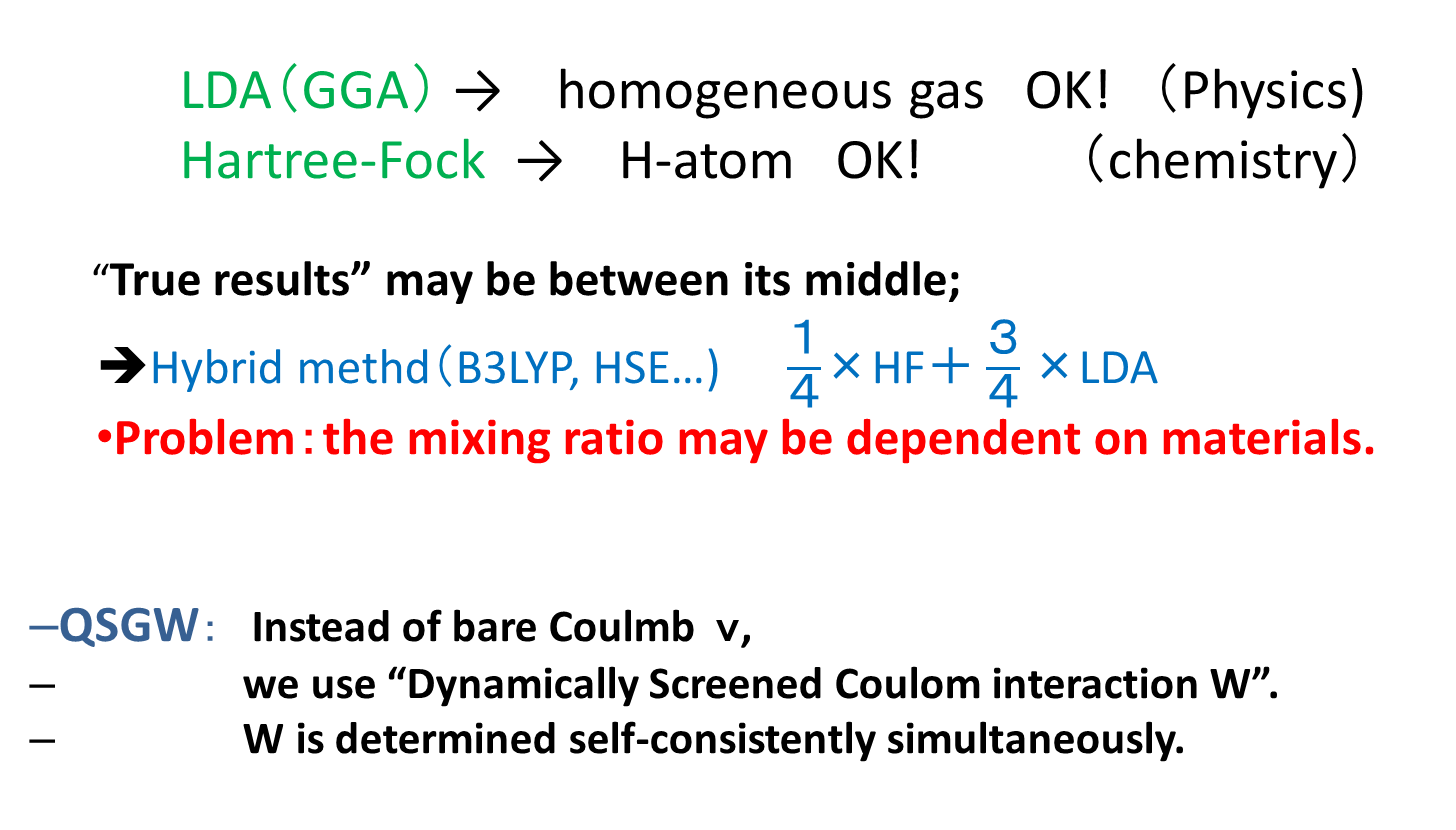 LDA（GGA） → homogeneous gas OK! （Physics)
Hartree-Fock → H-atom OK! （chemistry）
“True results” may be between its middle;
➔Hybrid methd（B3LYP, HSE…) 1/4 × HF＋ 3/4 × LDA
•Problem：the mixing ratio may be dependent on materials.
–QSGW： Instead of bare Coulmb v,
– we use “Dynamically Screened Coulom interaction W”.
– W is determined self-consistently simultaneously.